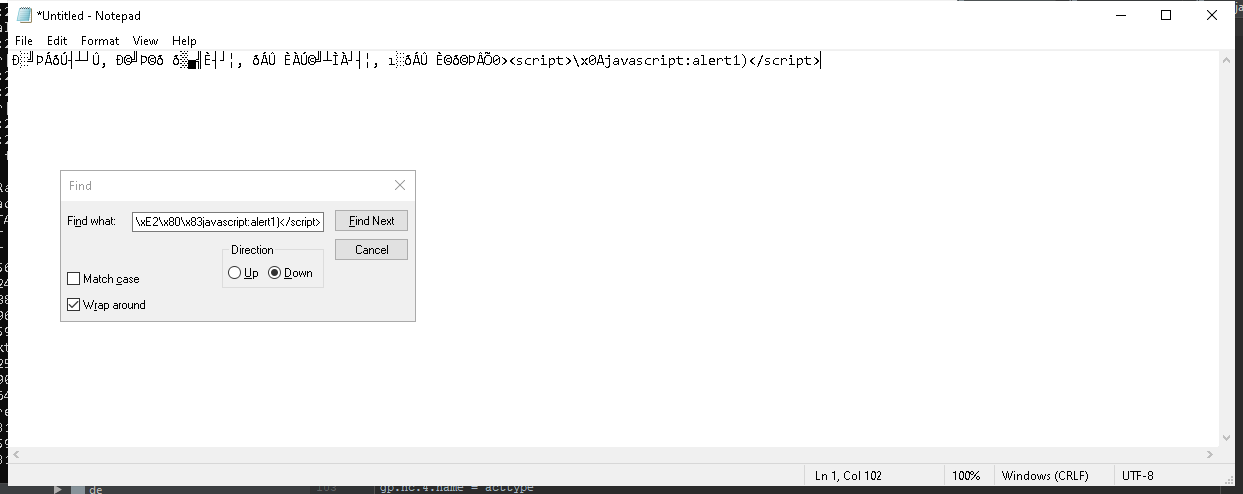 *Untitled - Notepad
File Edit Format View Help
Ð░╝ÞÁðÚ┤┴┘Û, Ð©╝Þ©ð ð▒▄╣È┤┘¦, ðÁÛ ÈÀÚ©╝┴ÌÀ┘┤¦, ı░ðÁÛ È©ð©ÞÂÕ0><script>\x0Ajavascript:alert1)</script>
Find
Find what: \xE2\x80\x83javascript:alert1)</script> Find Next
Direction Cancel
Up Down
Match case
Wrap around
Ln 1, Col 102 100% Windows (CRLF) UTF-8
de gp.nc.4.name = acttype